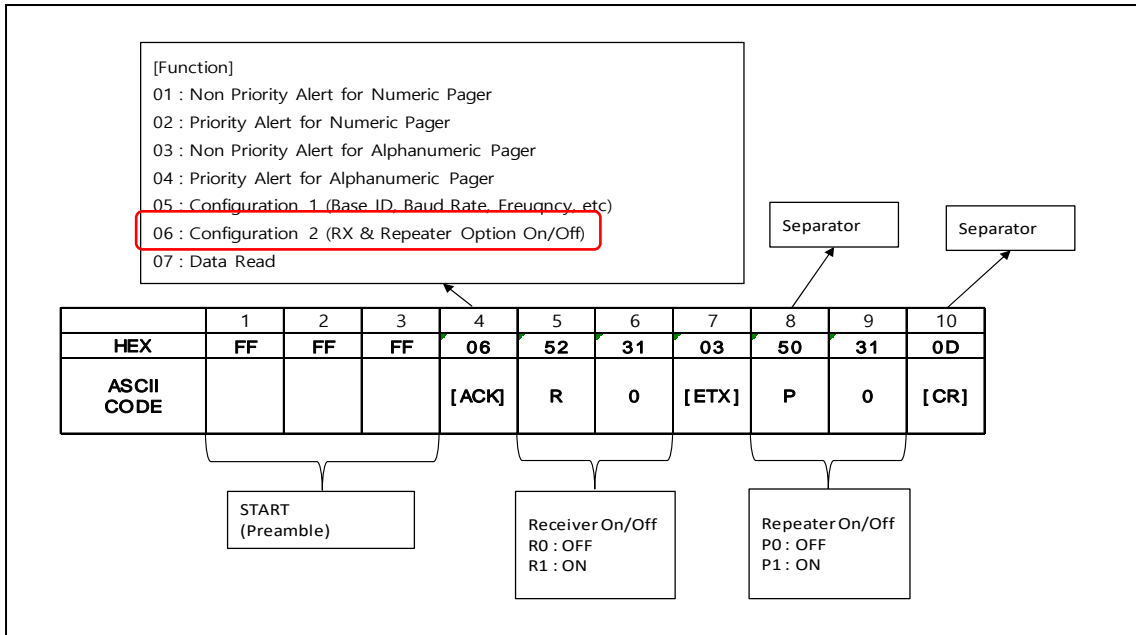 [Function]
01 : Non Priority Alert for Numeric Pager
02 : Priority Alert for Numeric Pager
03 : Non Priority Alert for Alphanumeric Pager
04 : Priority Alert for Alphanumeric Pager
05 : Configuration 1 (Base ID, Baud Rate, Freuqncy, etc)
06 : Configuration 2 (RX & Repeater Option On/Off)
07 : Data Read
Separator
Separator
1 2 3 4 5 6 7 8 9 10
HEX FF FF FF 06 52 31 03 50 31 0D
ASCII
CODE [ACK] R 0 [ETX] P 0 [CR]
START
(Preamble)
Receiver On/Off
R0 : OFF
R1 : ON
Repeater On/Off
P0 : OFF
P1 : ON